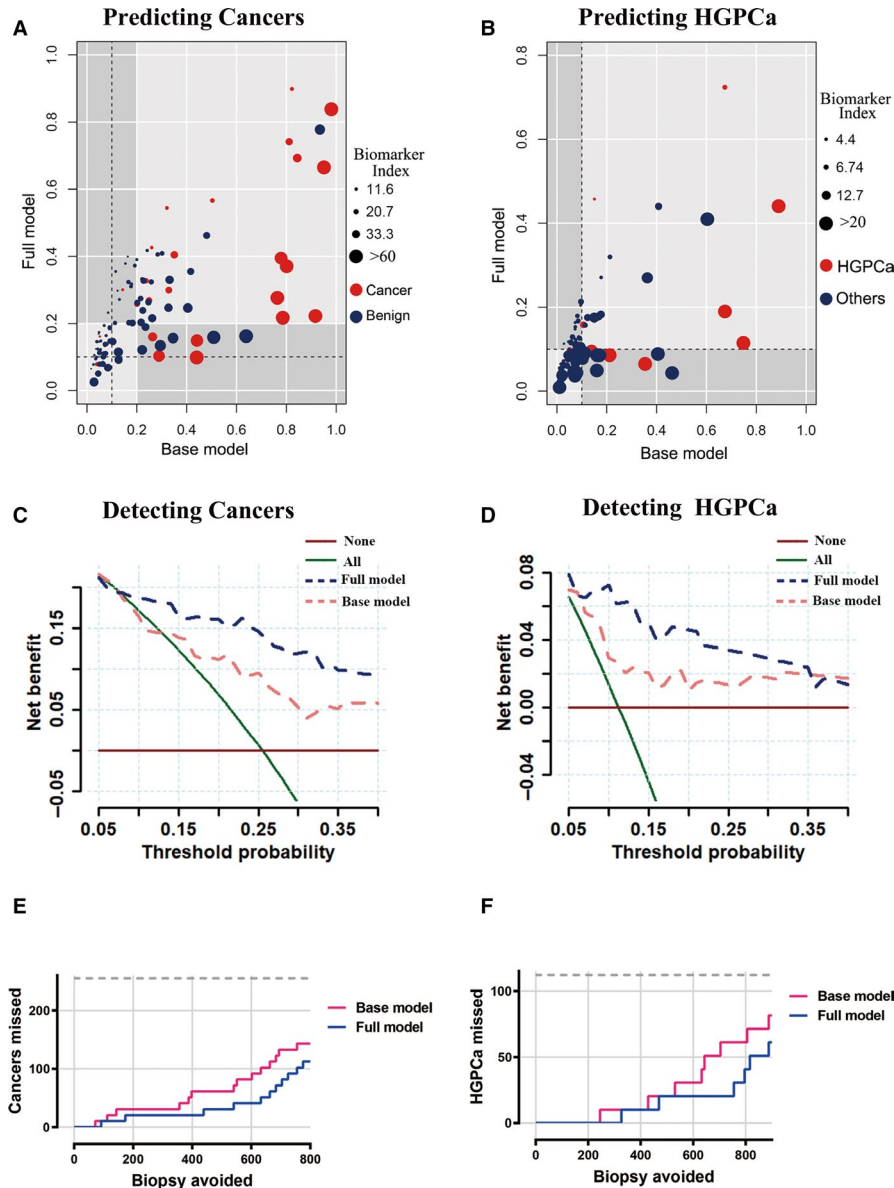 A
Predicting Cancers
B
Predicting HGPCa
Full model
1.0
0.8
0.6
0.4
0.2
0.0
0.0 0.2 0.4 0.6 0.8 1.0
Base model
Biomarker
Index
11.6
20.7
33.3
>60
Cancer
Benign
Full model
0.8
0.6
0.4
0.2
0.0
0.0 0.2 0.4 0.6 0.8 1.0
Base model
Biomarker
Index
4.4
6.74
12.7
>20
HGPCa
Others
C
Detecting Cancers
D
Detecting HGPCa
None
All
Full model
Base model
Net benefit
0.15
0.05
−0.05
0.05 0.15 0.25 0.35
Threshold probability
None
All
Full model
Base model
Net benefit
0.08
0.04
0.00
−0.04
0.05 0.15 0.25 0.35
Threshold probability
E
F
Cancers missed
200
100
0
0 200 400 600 800
Biopsy avoided
Base model
Full model
HGPCa missed
100
50
0
0 200 400 600 800
Biopsy avoided
Base model
Full model